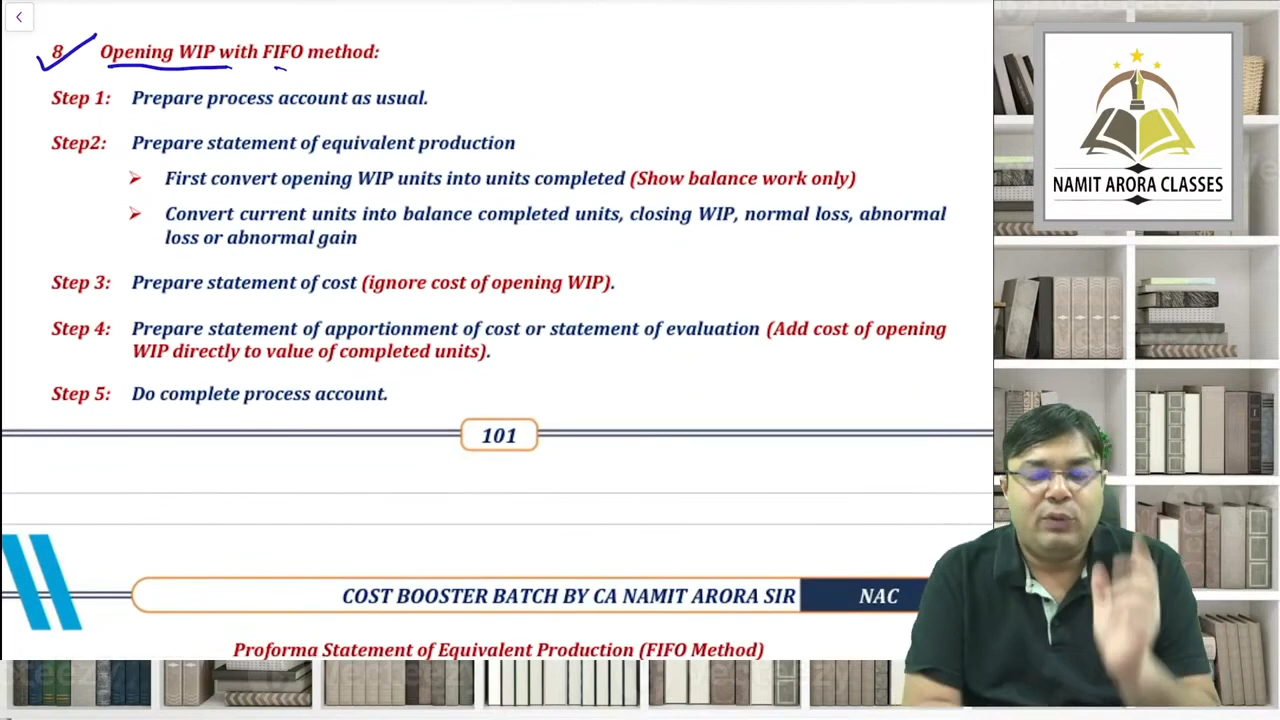 8. Opening WIP with FIFO method:
Step 1: Prepare process account as usual.
Step2: Prepare statement of equivalent production
➢ First convert opening WIP units into units completed (Show balance work only)
➢ Convert current units into balance completed units, closing WIP, normal loss, abnormal
loss or abnormal gain
Step 3: Prepare statement of cost (ignore cost of opening WIP).
Step 4: Prepare statement of apportionment of cost or statement of evaluation (Add cost of opening
WIP directly to value of completed units).
Step 5: Do complete process account.
101
COST BOOSTER BATCH BY CA NAMIT ARORA SIR NAC
Proforma Statement of Equivalent Production (FIFO Method)
NAMIT ARORA CLASSES